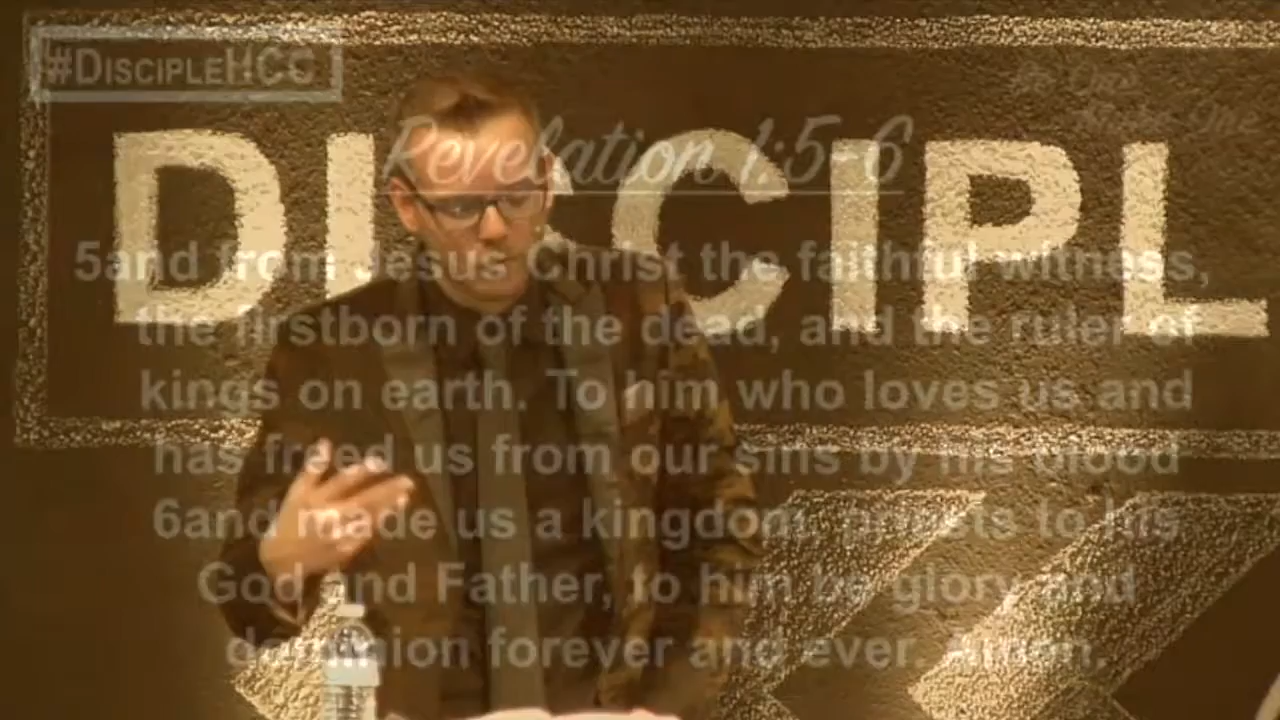 #DISCIPLEHCC
Revelation 1:5-6
DISCIPL
5and from Jesus Christ the faithful witness,
the firstborn of the dead, and the ruler of
kings on earth. To him who loves us and
has freed us from our sins by his blood
6and made us a kingdom, priests to his
God and Father, to him be glory and
dominion forever and ever. Amen.